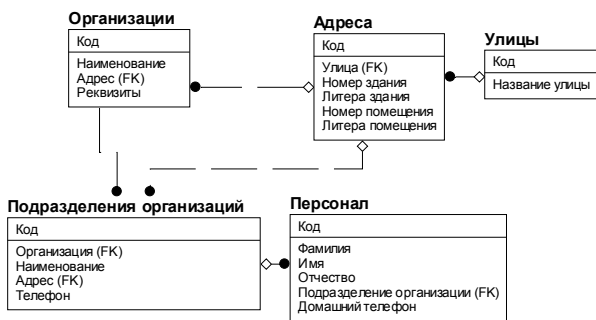 Организации
Код
Наименование
Адрес (FK)
Реквизиты
Адреса
Код
Улица (FK)
Номер здания
Литера здания
Номер помещения
Литера помещения
Улицы
Код
Название улицы
Подразделения организаций
Код
Организация (FK)
Наименование
Адрес (FK)
Телефон
Персонал
Код
Фамилия
Имя
Отчество
Подразделение организации (FK)
Домашний телефон